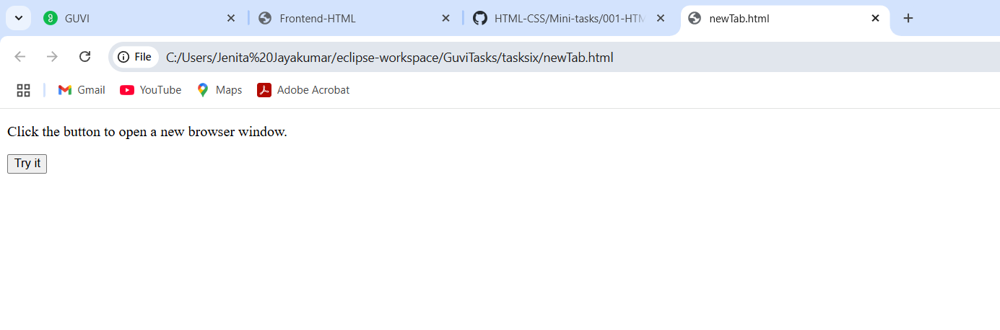 GUVI
Frontend-HTML
HTML-CSS/Mini-tasks/001-HTM
newTab.html
File C:/Users/Jenita%20Jayakumar/eclipse-workspace/GuviTasks/tasksix/newTab.html
Gmail YouTube Maps Adobe Acrobat
Click the button to open a new browser window.
Try it